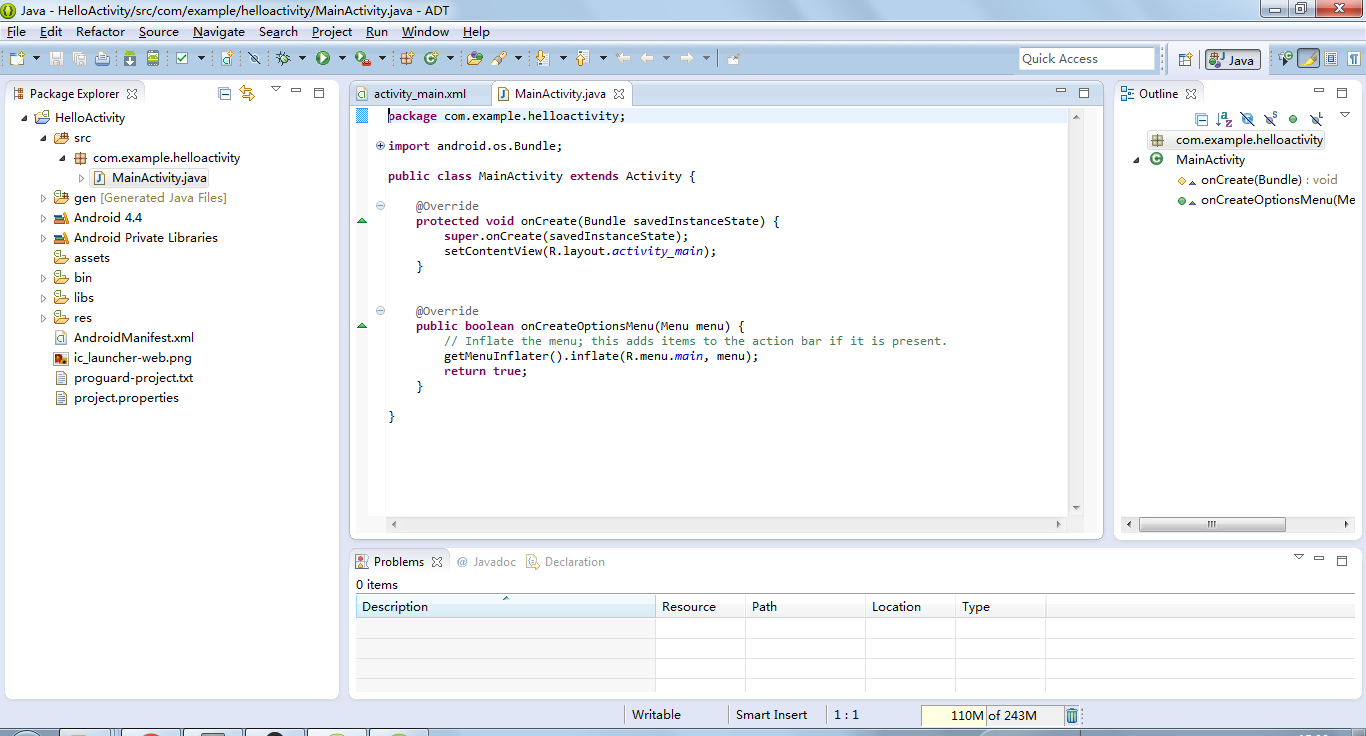 Java - HelloActivity/src/com/example/helloactivity/MainActivity.java - ADT
File Edit Refactor Source Navigate Search Project Run Window Help
Quick Access
Java
Package Explorer
HelloActivity
src
com.example.helloactivity
MainActivity.java
gen [Generated Java Files]
Android 4.4
Android Private Libraries
assets
bin
libs
res
AndroidManifest.xml
ic_launcher-web.png
proguard-project.txt
project.properties
activity_main.xml MainActivity.java
package com.example.helloactivity;
import android.os.Bundle;
public class MainActivity extends Activity {
@Override
protected void onCreate(Bundle savedInstanceState) {
super.onCreate(savedInstanceState);
setContentView(R.layout.activity_main);
}
@Override
public boolean onCreateOptionsMenu(Menu menu) {
// Inflate the menu; this adds items to the action bar if it is present.
getMenuInflater().inflate(R.menu.main, menu);
return true;
}
}
Outline
com.example.helloactivity
MainActivity
onCreate(Bundle) : void
onCreateOptionsMenu(Me
Problems @ Javadoc Declaration
0 items
Description Resource Path Location Type
Writable Smart Insert 1 : 1 110M of 243M